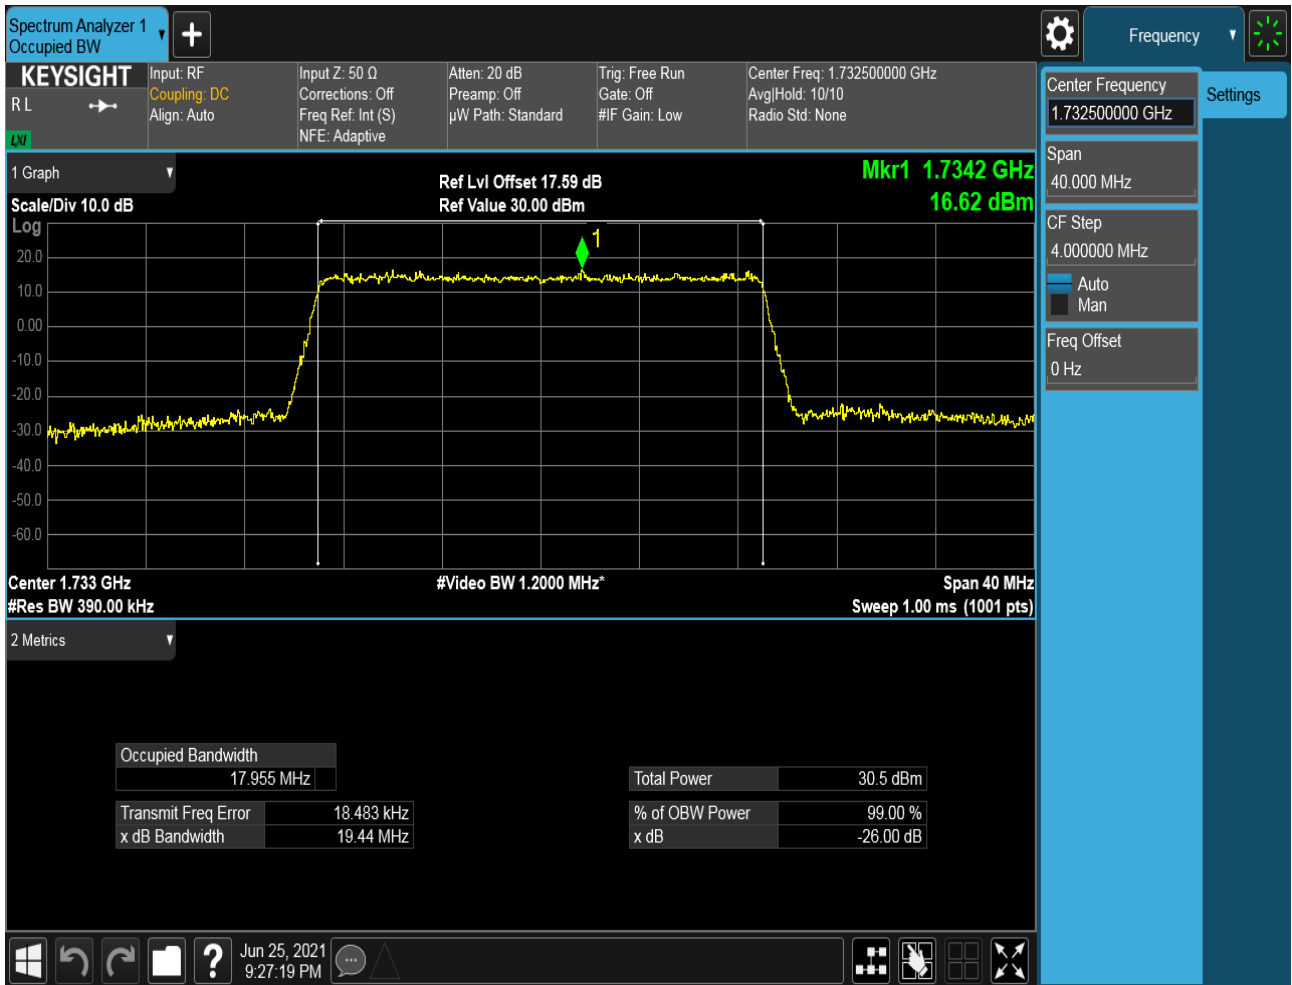 Spectrum Analyzer 1
Occupied BW
Frequency
KEYSIGHT
R L
LXI
Input: RF
Coupling: DC
Align: Auto
Input Z: 50 Ω
Corrections: Off
Freq Ref: Int (S)
NFE: Adaptive
Atten: 20 dB
Preamp: Off
µW Path: Standard
Trig: Free Run
Gate: Off
#IF Gain: Low
Center Freq: 1.732500000 GHz
Avg|Hold: 10/10
Radio Std: None
Center Frequency
1.732500000 GHz
Settings
Span
40.000 MHz
CF Step
4.000000 MHz
Auto
Man
Freq Offset
0 Hz
1 Graph
Scale/Div 10.0 dB
Ref Lvl Offset 17.59 dB
Ref Value 30.00 dBm
Mkr1 1.7342 GHz
16.62 dBm
Log
1
20.0
10.0
0.00
-10.0
-20.0
-30.0
-40.0
-50.0
-60.0
Center 1.733 GHz
#Video BW 1.2000 MHz*
Span 40 MHz
#Res BW 390.00 kHz
Sweep 1.00 ms (1001 pts)
2 Metrics
Occupied Bandwidth
17.955 MHz
Total Power 30.5 dBm
Transmit Freq Error 18.483 kHz
% of OBW Power 99.00 %
x dB Bandwidth 19.44 MHz
x dB -26.00 dB
?
Jun 25, 2021
9:27:19 PM